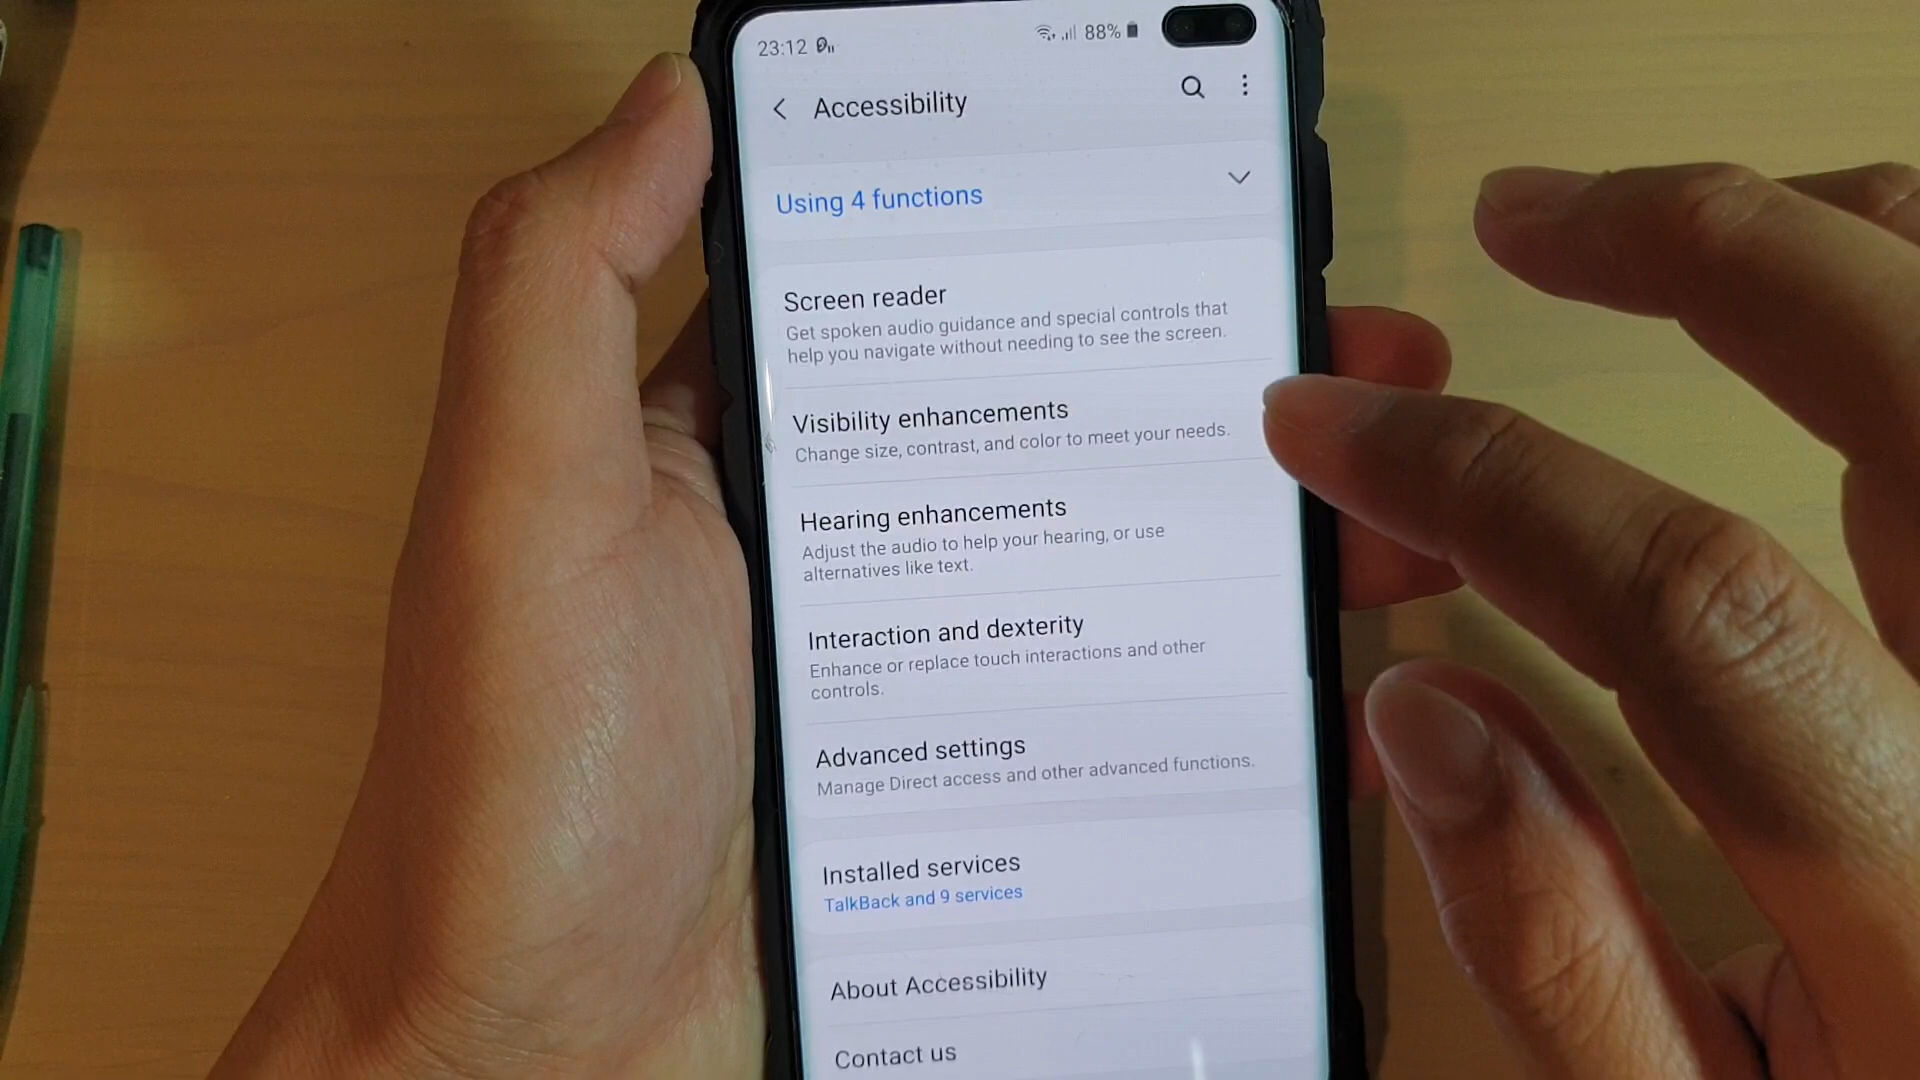 23:12
88%
Accessibility
Using 4 functions
Screen reader
Get spoken audio guidance and special controls that
help you navigate without needing to see the screen.
Visibility enhancements
Change size, contrast, and color to meet your needs.
Hearing enhancements
Adjust the audio to help your hearing, or use
alternatives like text.
Interaction and dexterity
Enhance or replace touch interactions and other
controls.
Advanced settings
Manage Direct access and other advanced functions.
Installed services
TalkBack and 9 services
About Accessibility
Contact us